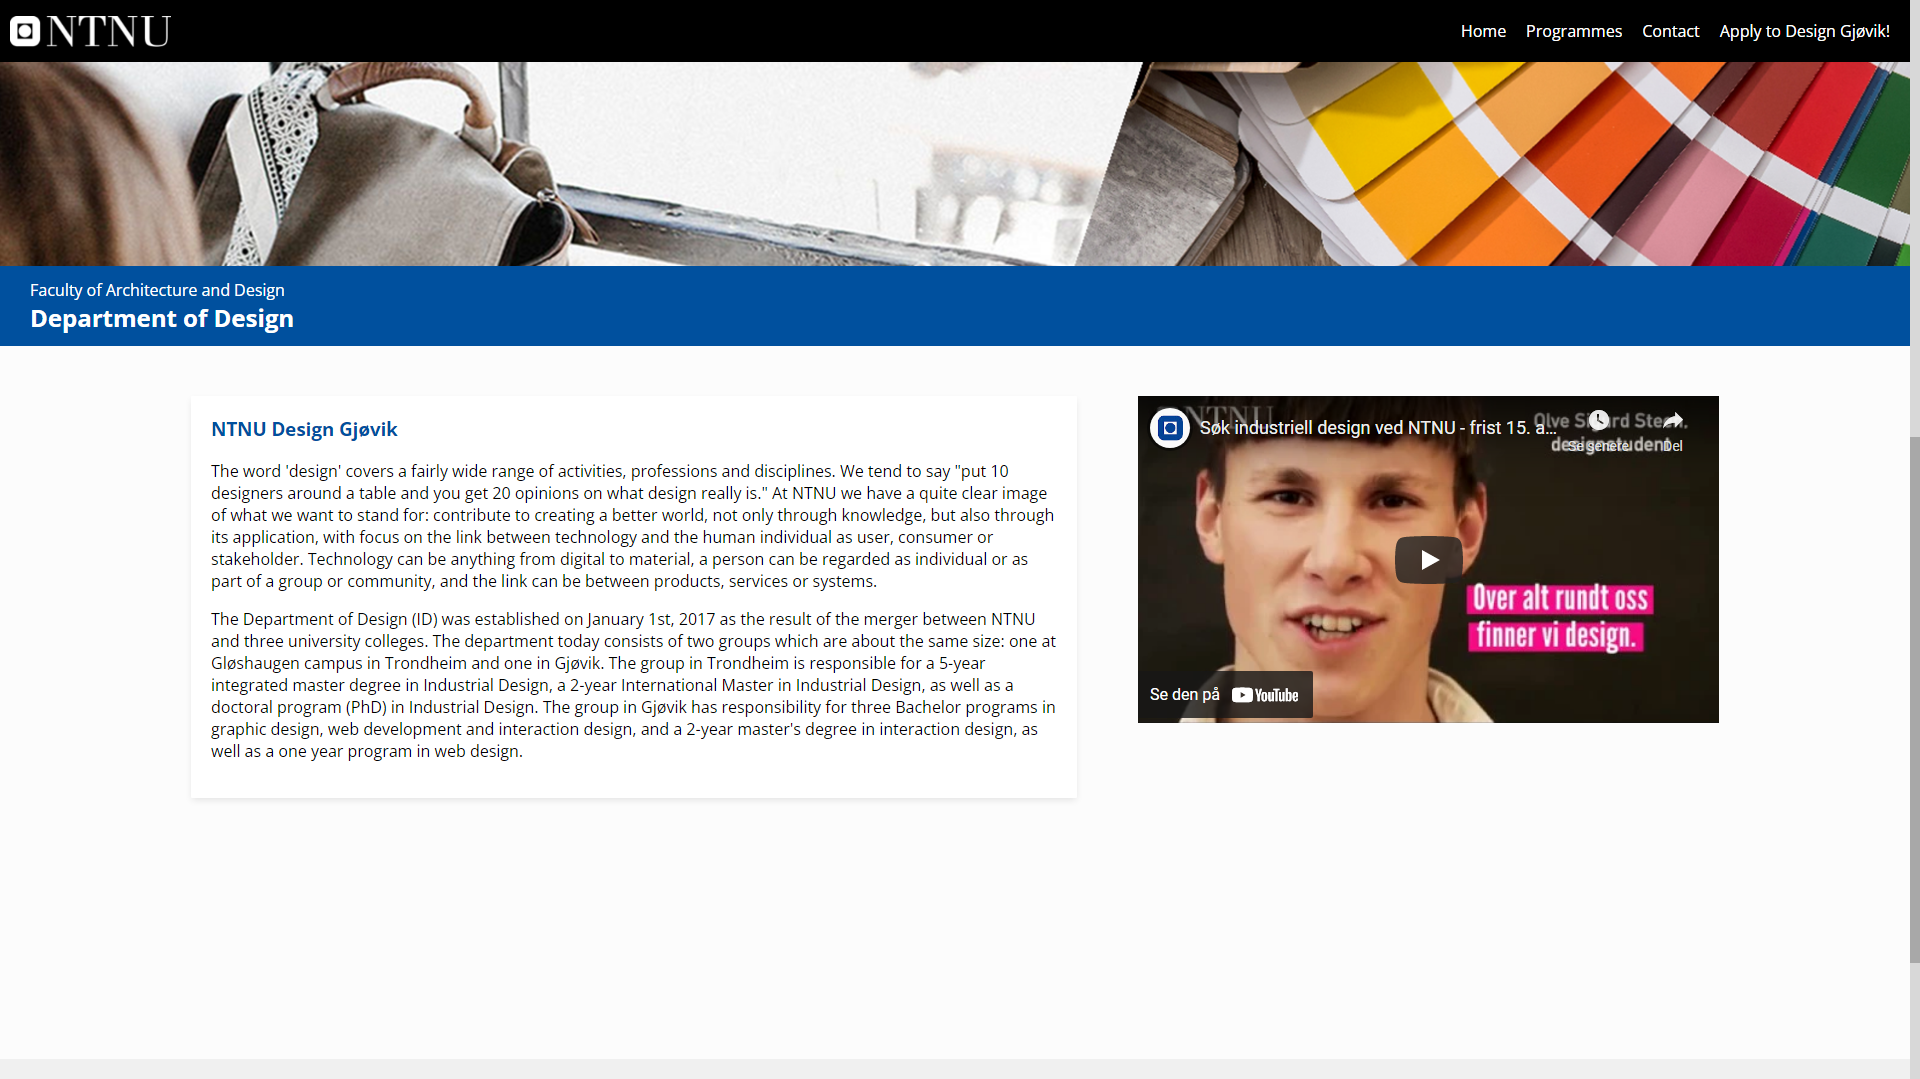 NTNU
Home
Programmes
Contact
Apply to Design Gjøvik!
Faculty of Architecture and Design
Department of Design
NTNU Design Gjøvik
The word 'design' covers a fairly wide range of activities, professions and disciplines. We tend to say "put 10
designers around a table and you get 20 opinions on what design really is." At NTNU we have a quite clear image
of what we want to stand for: contribute to creating a better world, not only through knowledge, but also through
its application, with focus on the link between technology and the human individual as user, consumer or
stakeholder. Technology can be anything from digital to material, a person can be regarded as individual or as
part of a group or community, and the link can be between products, services or systems.
The Department of Design (ID) was established on January 1st, 2017 as the result of the merger between NTNU
and three university colleges. The department today consists of two groups which are about the same size: one at
Gløshaugen campus in Trondheim and one in Gjøvik. The group in Trondheim is responsible for a 5-year
integrated master degree in Industrial Design, a 2-year International Master in Industrial Design, as well as a
doctoral program (PhD) in Industrial Design. The group in Gjøvik has responsibility for three Bachelor programs in
graphic design, web development and interaction design, and a 2-year master's degree in interaction design, as
well as a one year program in web design.
NTNU
Søk industriell design ved NTNU - frist 15. a...
Olve Sigurd Steen,
designstudent
Se senere
Del
Over alt rundt oss
finner vi design.
Se den på YouTube